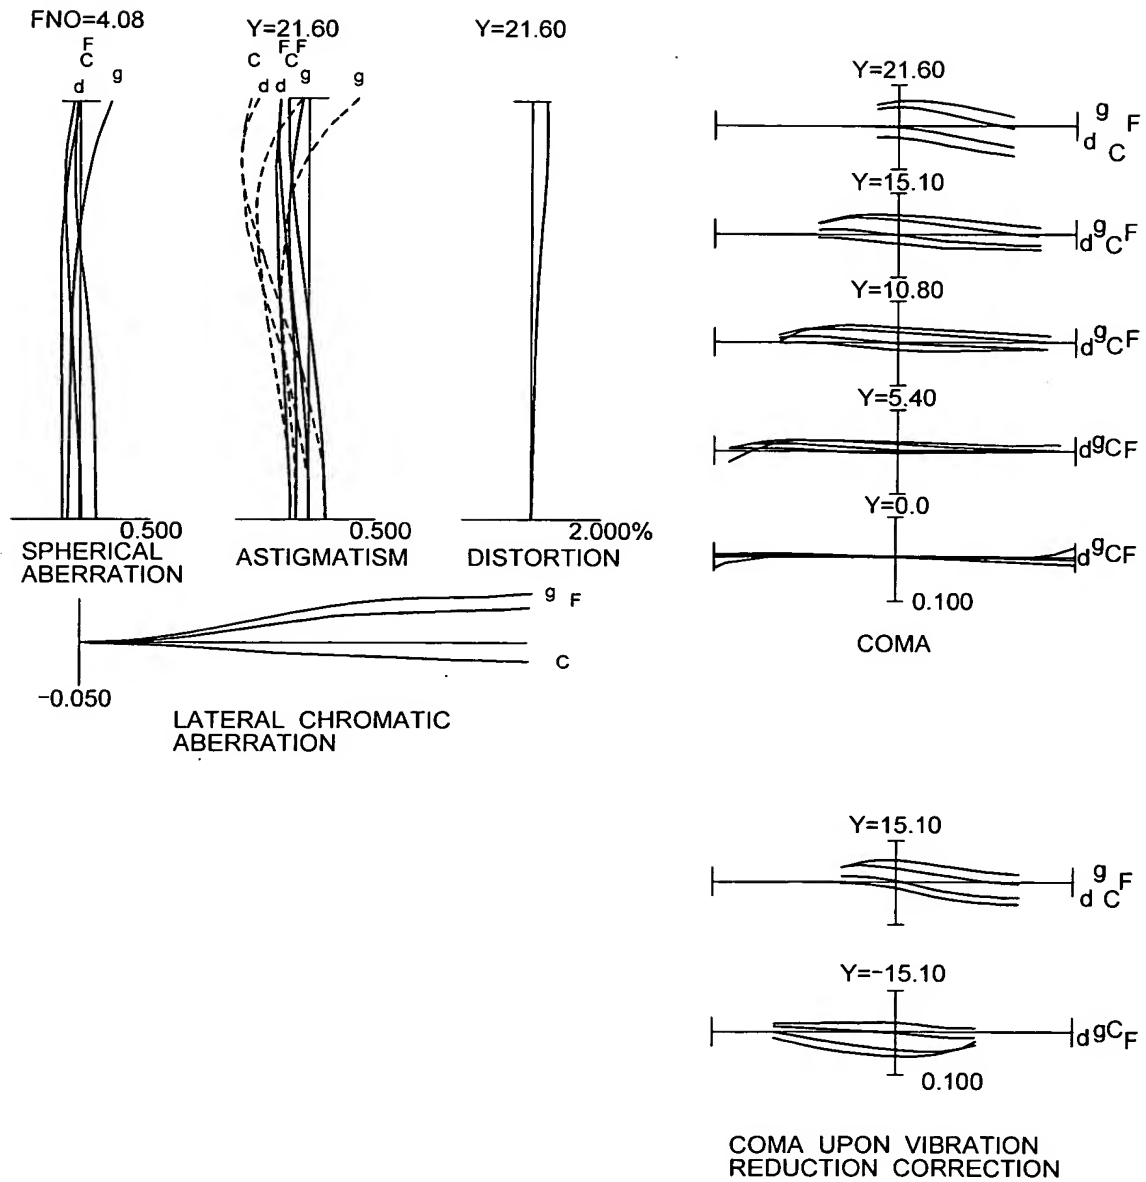 FNO=4.08
F
C
d
g
Y=21.60
F F
C C
d d g g
Y=21.60
0.500
SPHERICAL
ABERRATION
0.500
ASTIGMATISM
2.000%
DISTORTION
g F
C
-0.050
LATERAL CHROMATIC
ABERRATION
Y=21.60
g F
d C
Y=15.10
d g C F
Y=10.80
d g C F
Y=5.40
d g C F
Y=0.0
d g C F
0.100
COMA
Y=15.10
g F
d C
Y=-15.10
d g C F
0.100
COMA UPON VIBRATION
REDUCTION CORRECTION